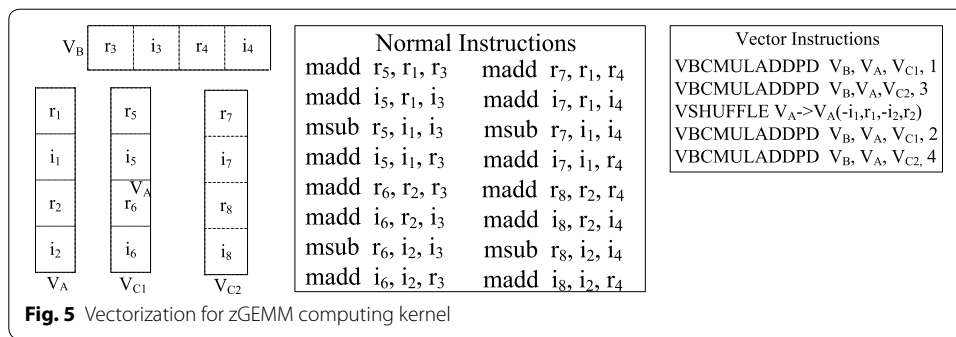 V_B r₃ i₃ r₄ i₄
r₁ r₅ r₇
i₁ i₅ i₇
V_A
r₂ r₆ r₈
i₂ i₆ i₈
V_A V_C1 V_C2
Normal Instructions
madd r₅, r₁, r₃ madd r₇, r₁, r₄
madd i₅, r₁, i₃ madd i₇, r₁, i₄
msub r₅, i₁, i₃ msub r₇, i₁, i₄
madd i₅, i₁, r₃ madd i₇, i₁, r₄
madd r₆, r₂, r₃ madd r₈, r₂, r₄
madd i₆, r₂, i₃ madd i₈, r₂, i₄
msub r₆, i₂, i₃ msub r₈, i₂, i₄
madd i₆, i₂, r₃ madd i₈, i₂, r₄
Vector Instructions
VBCMULADDPD V_B, V_A, V_C1, 1
VBCMULADDPD V_B,V_A,V_C2, 3
VSHUFFLE V_A->V_A(-i₁,r₁,-i₂,r₂)
VBCMULADDPD V_B, V_A, V_C1, 2
VBCMULADDPD V_B, V_A, V_C2, 4
Fig. 5 Vectorization for zGEMM computing kernel